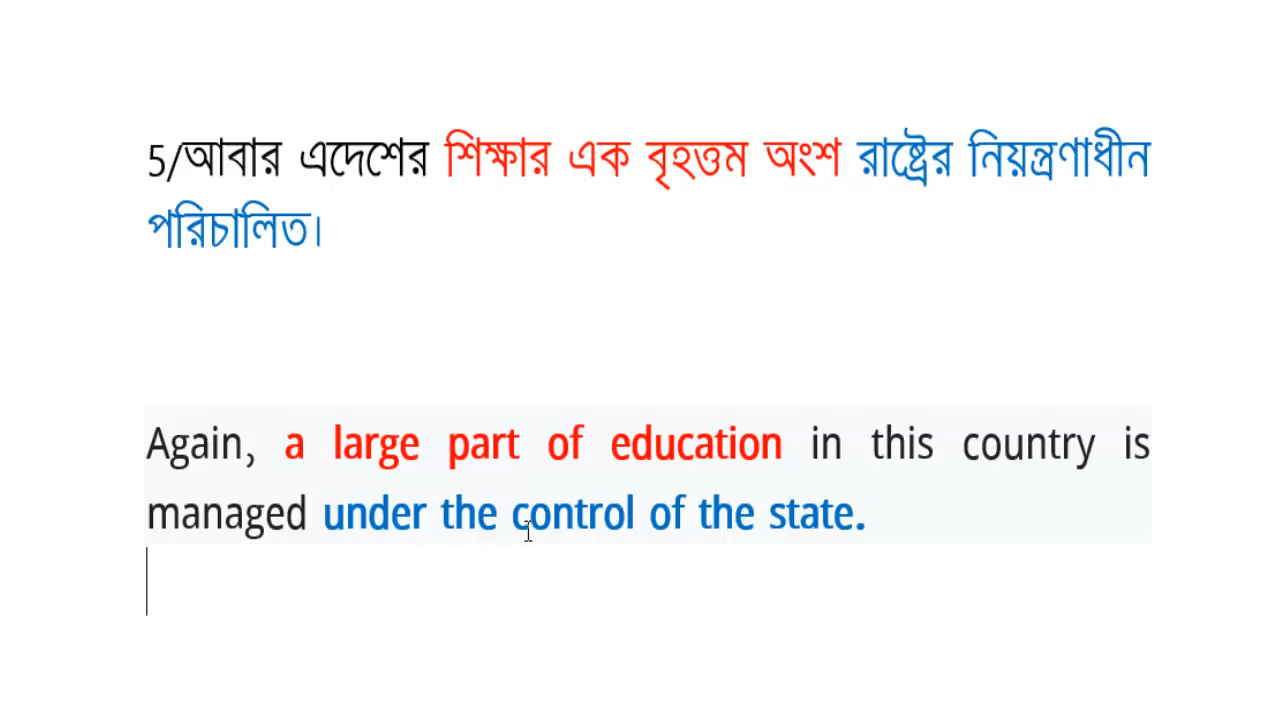 5/আবার এদেশের শিক্ষার এক বৃহত্তম অংশ রাষ্ট্রের নিয়ন্ত্রণাধীন
পরিচালিত।
Again, a large part of education in this country is
managed under the control of the state.